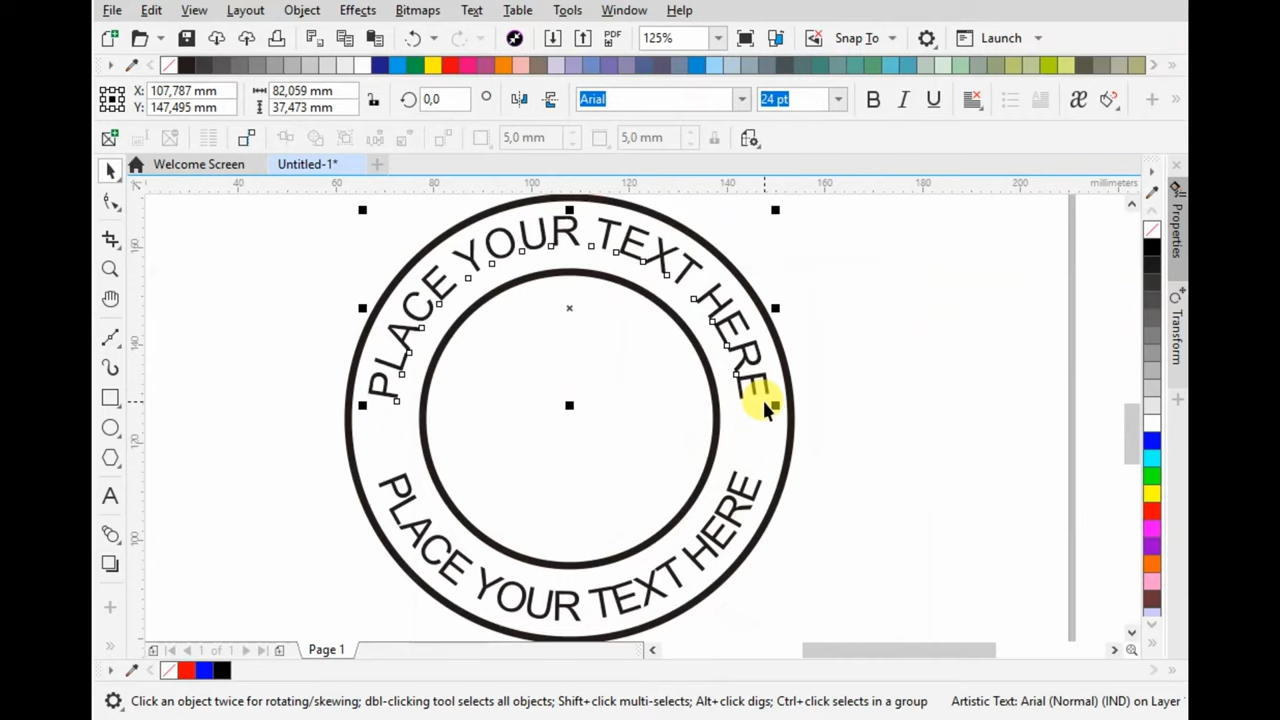 File Edit View Layout Object Effects Bitmaps Text Table Tools Window Help
PDF 125% Snap To Launch
X: 107,787 mm 82,059 mm 0,0 Arial 24 pt B I U
Y: 147,495 mm 37,473 mm
5,0 mm 5,0 mm
Welcome Screen Untitled-1*
40 60 80 100 120 140 160 180 200 millimeters
160
140
120
100
PLACE YOUR TEXT HERE
PLACE YOUR TEXT HERE
Properties
Transform
1 of 1 Page 1
Click an object twice for rotating/skewing; dbl-clicking tool selects all objects; Shift+click multi-selects; Alt+click digs; Ctrl+click selects in a group Artistic Text: Arial (Normal) (IND) on Layer